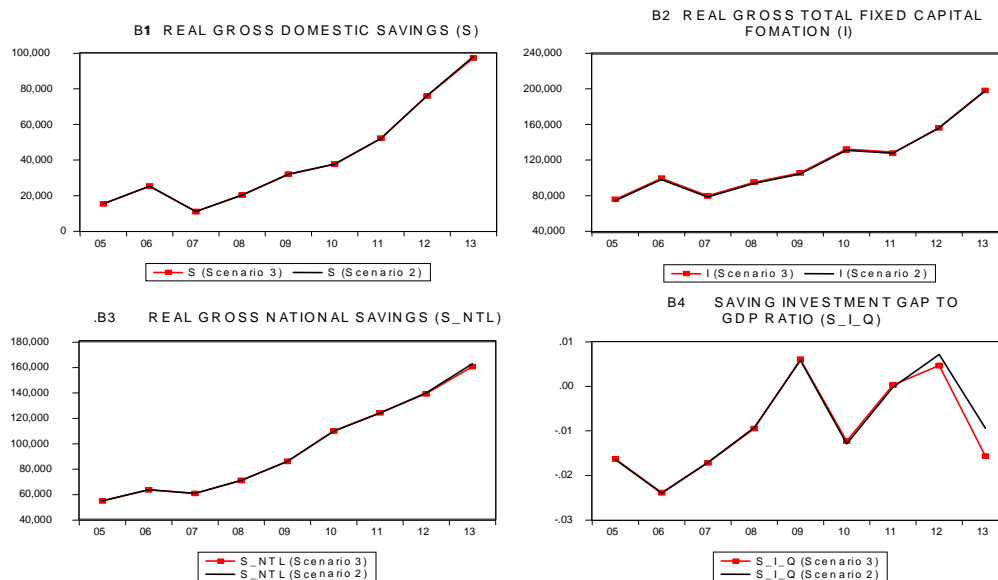 B1 REAL GROSS DOMESTIC SAVINGS (S)
100,000
80,000
60,000
40,000
20,000
0
05 06 07 08 09 10 11 12 13
S (Scenario 3) S (Scenario 2)
B2 REAL GROSS TOTAL FIXED CAPITAL
FOMATION (I)
240,000
200,000
160,000
120,000
80,000
40,000
05 06 07 08 09 10 11 12 13
I (Scenario 3) I (Scenario 2)
.B3 REAL GROSS NATIONAL SAVINGS (S_NTL)
180,000
160,000
140,000
120,000
100,000
80,000
60,000
40,000
05 06 07 08 09 10 11 12 13
S_NTL (Scenario 3)
S_NTL (Scenario 2)
B4 SAVING INVESTMENT GAP TO
GDP RATIO (S_I_Q)
.01
.00
-.01
-.02
-.03
05 06 07 08 09 10 11 12 13
S_I_Q (Scenario 3)
S_I_Q (Scenario 2)